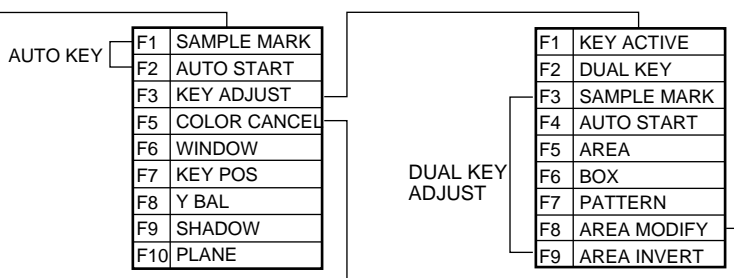 AUTO KEY
F1 SAMPLE MARK
F2 AUTO START
F3 KEY ADJUST
F5 COLOR CANCEL
F6 WINDOW
F7 KEY POS
F8 Y BAL
F9 SHADOW
F10 PLANE
DUAL KEY
ADJUST
F1 KEY ACTIVE
F2 DUAL KEY
F3 SAMPLE MARK
F4 AUTO START
F5 AREA
F6 BOX
F7 PATTERN
F8 AREA MODIFY
F9 AREA INVERT